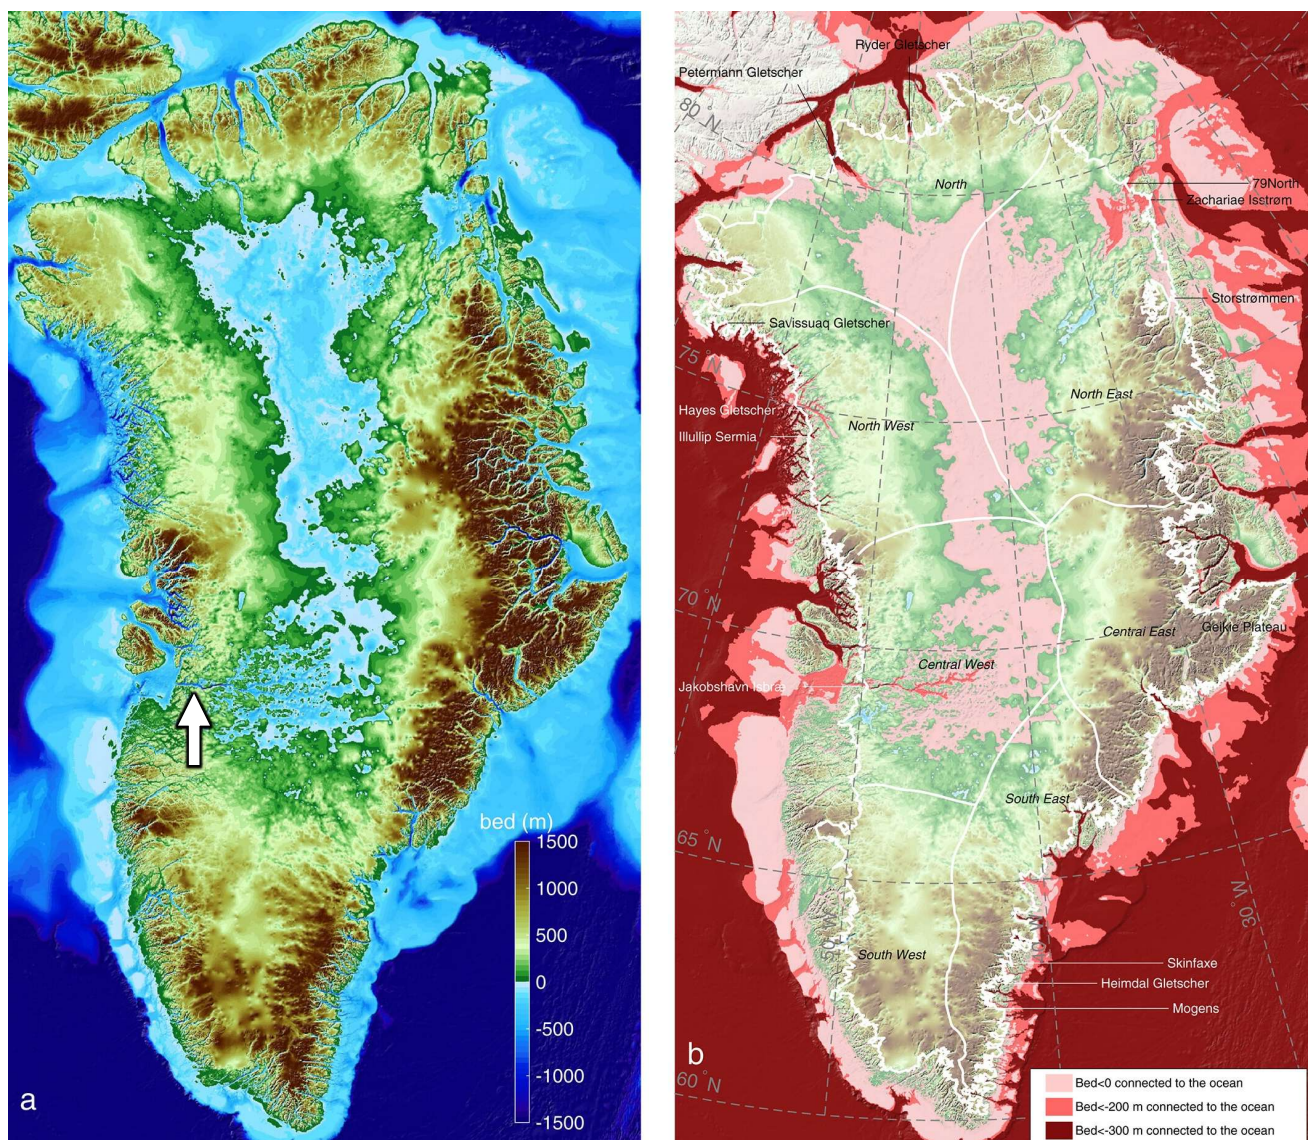 bed (m)
1500
1000
500
0
-500
-1000
-1500
a
Ryder Gletscher
Petermann Gletscher
80°N
North
79North
Zachariae Isstrøm
Storstrømmen
Savissuaq Gletscher
75°N
North East
Hayes Gletscher
North West
Illullip Sermia
70°N
Central East
Geikie Plateau
Central West
Jakobshavn Isbræ
South East
65°N
30°W
South West
Skinfaxe
Heimdal Gletscher
Mogens
60°N
b
Bed<0 connected to the ocean
Bed<-200 m connected to the ocean
Bed<-300 m connected to the ocean